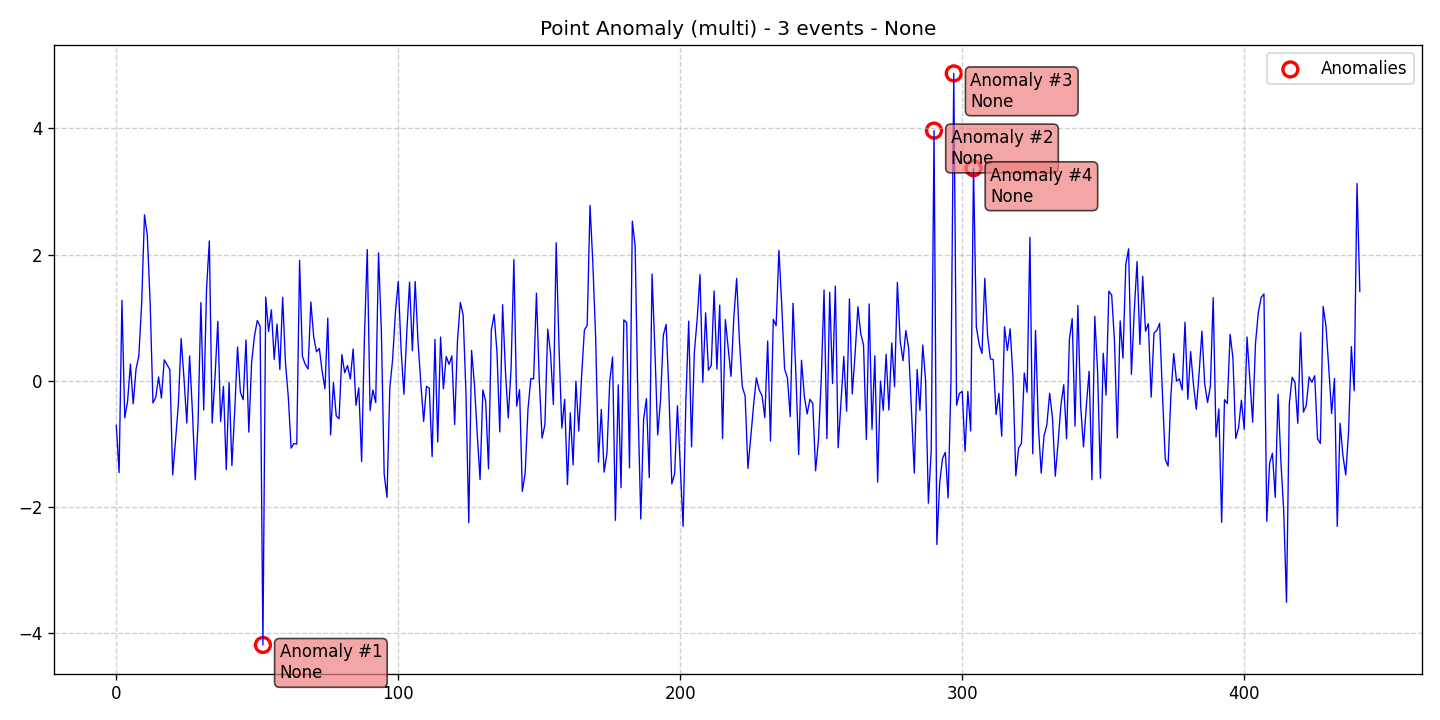 Point Anomaly (multi) - 3 events - None
Anomalies
Anomaly #3
None
Anomaly #2
None
Anomaly #4
None
Anomaly #1
None
4
2
0
−2
−4
0
100
200
300
400